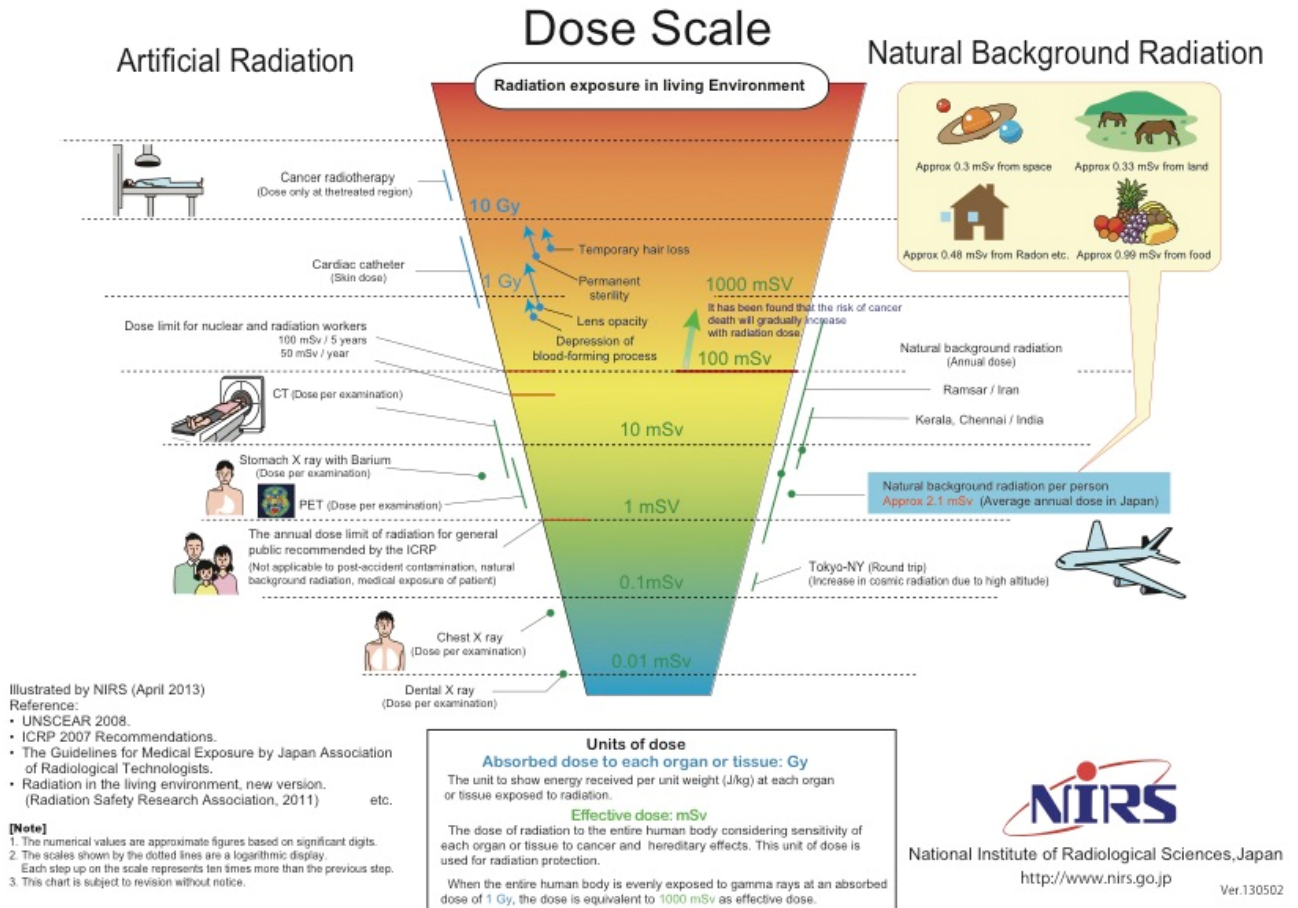 Dose Scale
Artificial Radiation
Natural Background Radiation
Radiation exposure in living Environment
Approx 0.3 mSv from space
Approx 0.33 mSv from land
Approx 0.48 mSv from Radon etc.
Approx 0.99 mSv from food
Cancer radiotherapy
(Dose only at thetreated region)
10 Gy
Temporary hair loss
Cardiac catheter
(Skin dose)
1 Gy
Permanent
sterility
1000 mSV
It has been found that the risk of cancer
death will gradually increase
with radiation dose.
Lens opacity
Depression of
blood-forming process
100 mSv
Dose limit for nuclear and radiation workers
100 mSv / 5 years
50 mSv / year
Natural background radiation
(Annual dose)
Ramsar / Iran
Kerala, Chennai / India
CT (Dose per examination)
10 mSv
Stomach X ray with Barium
(Dose per examination)
PET (Dose per examination)
1 mSV
Natural background radiation per person
Approx 2.1 mSv (Average annual dose in Japan)
The annual dose limit of radiation for general
public recommended by the ICRP
(Not applicable to post-accident contamination, natural
background radiation, medical exposure of patient)
0.1mSv
Tokyo-NY (Round trip)
(Increase in cosmic radiation due to high altitude)
Chest X ray
(Dose per examination)
0.01 mSv
Dental X ray
(Dose per examination)
Illustrated by NIRS (April 2013)
Reference:
・ UNSCEAR 2008.
・ ICRP 2007 Recommendations.
・ The Guidelines for Medical Exposure by Japan Association
of Radiological Technologists.
・ Radiation in the living environment, new version.
(Radiation Safety Research Association, 2011) etc.
[Note]
1. The numerical values are approximate figures based on significant digits.
2. The scales shown by the dotted lines are a logarithmic display.
Each step up on the scale represents ten times more than the previous step.
3. This chart is subject to revision without notice.
Units of dose
Absorbed dose to each organ or tissue: Gy
The unit to show energy received per unit weight (J/kg) at each organ
or tissue exposed to radiation.
Effective dose: mSv
The dose of radiation to the entire human body considering sensitivity of
each organ or tissue to cancer and hereditary effects. This unit of dose is
used for radiation protection.
When the entire human body is evenly exposed to gamma rays at an absorbed
dose of 1 Gy, the dose is equivalent to 1000 mSv as effective dose.
NIRS
National Institute of Radiological Sciences,Japan
http://www.nirs.go.jp
Ver.130502